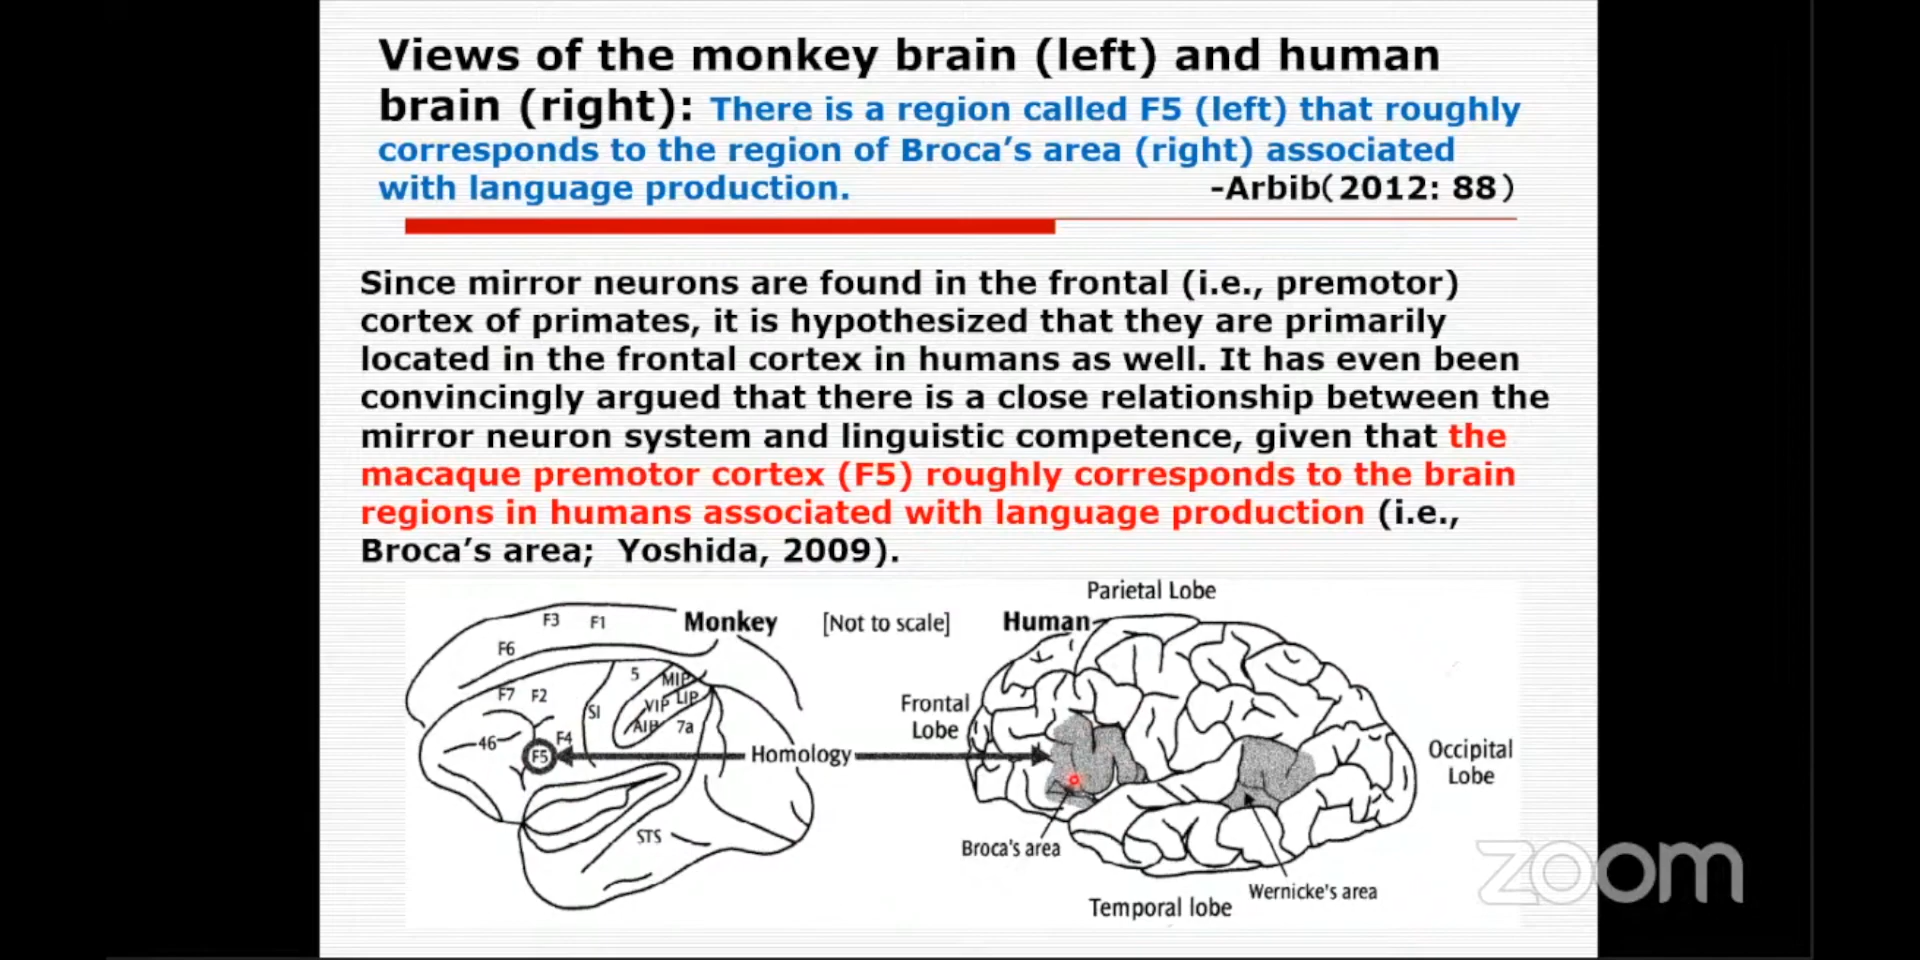 Views of the monkey brain (left) and human
brain (right): There is a region called F5 (left) that roughly
corresponds to the region of Broca’s area (right) associated
with language production. -Arbib(2012: 88)
Since mirror neurons are found in the frontal (i.e., premotor)
cortex of primates, it is hypothesized that they are primarily
located in the frontal cortex in humans as well. It has even been
convincingly argued that there is a close relationship between the
mirror neuron system and linguistic competence, given that the
macaque premotor cortex (F5) roughly corresponds to the brain
regions in humans associated with language production (i.e.,
Broca’s area; Yoshida, 2009).
Parietal Lobe
Monkey [Not to scale] Human
F3 F1
F6
5 MIP
F7 F2 VIP LIP
SI AIP 7a
46 F4
F5
Homology
Frontal
Lobe
Occipital
Lobe
STS
Broca's area
Wernicke's area
Temporal lobe
zoom